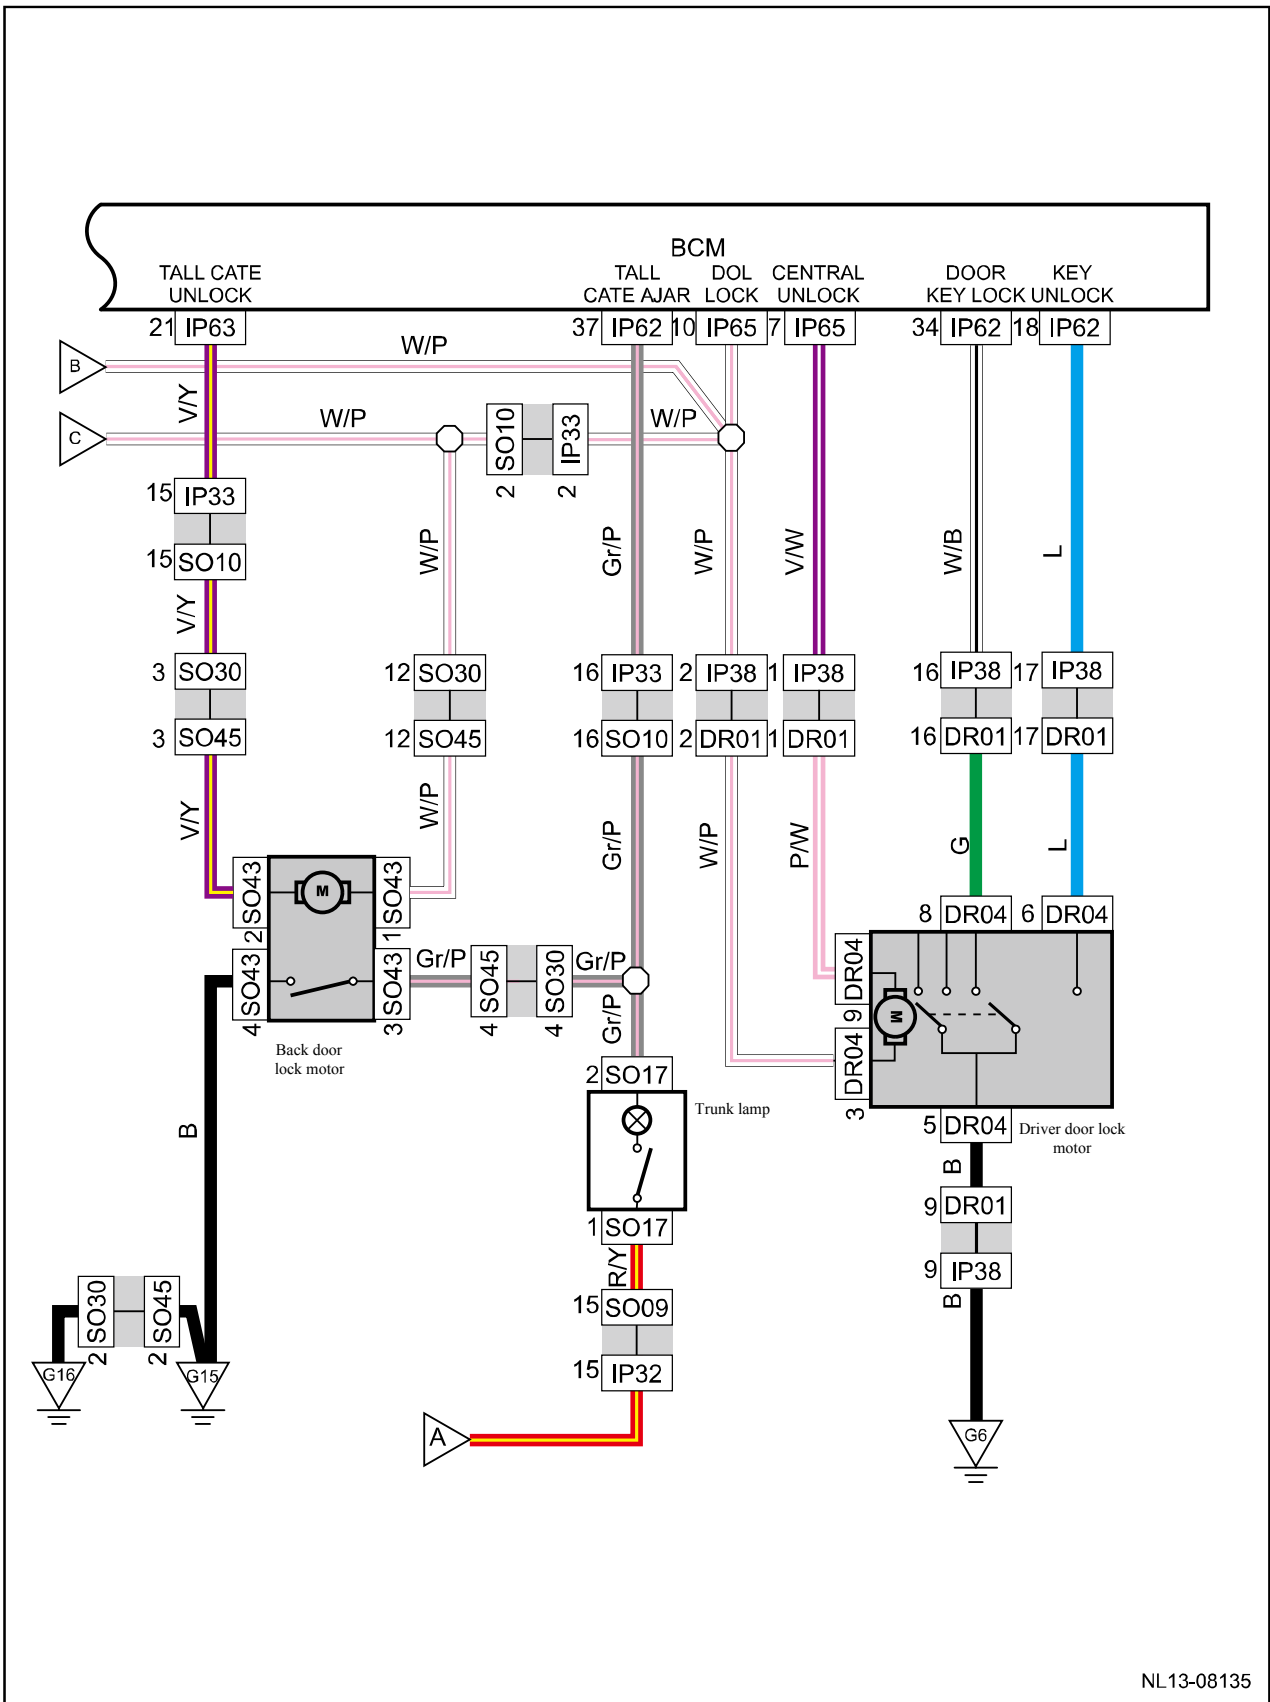 BCM
TALL CATE
UNLOCK
TALL
CATE AJAR
DOL
LOCK
CENTRAL
UNLOCK
DOOR
KEY LOCK
KEY
UNLOCK
21 IP63
37 IP62
10 IP65
7 IP65
34 IP62
18 IP62
B
W/P
V/Y
C
W/P
SO10
2
IP33
2
W/P
15 IP33
15 SO10
V/Y
W/P
Gr/P
W/P
V/W
W/B
L
3 SO30
12 SO30
16 IP33
2 IP38
1 IP38
16 IP38
17 IP38
3 SO45
12 SO45
16 SO10
2 DR01
1 DR01
16 DR01
17 DR01
V/Y
W/P
Gr/P
W/P
P/W
G
L
SO43
2
M
SO43
1
8 DR04
6 DR04
SO43
4
SO43
3
Gr/P
SO45
4
SO30
4
Gr/P
Gr/P
DR04
9
M
DR04
3
Back door
lock motor
2 SO17
Trunk lamp
5 DR04
Driver door lock
motor
B
B
9 DR01
1 SO17
R/Y
9 IP38
B
SO30
2
SO45
2
15 SO09
15 IP32
G16
G15
A
G6
NL13-08135